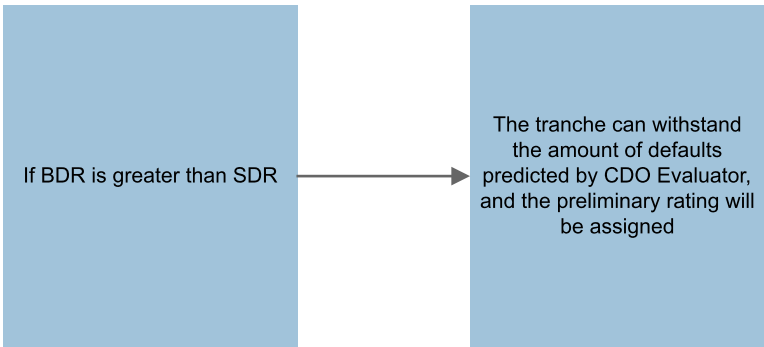 If BDR is greater than SDR
The tranche can withstand
the amount of defaults
predicted by CDO Evaluator,
and the preliminary rating will
be assigned